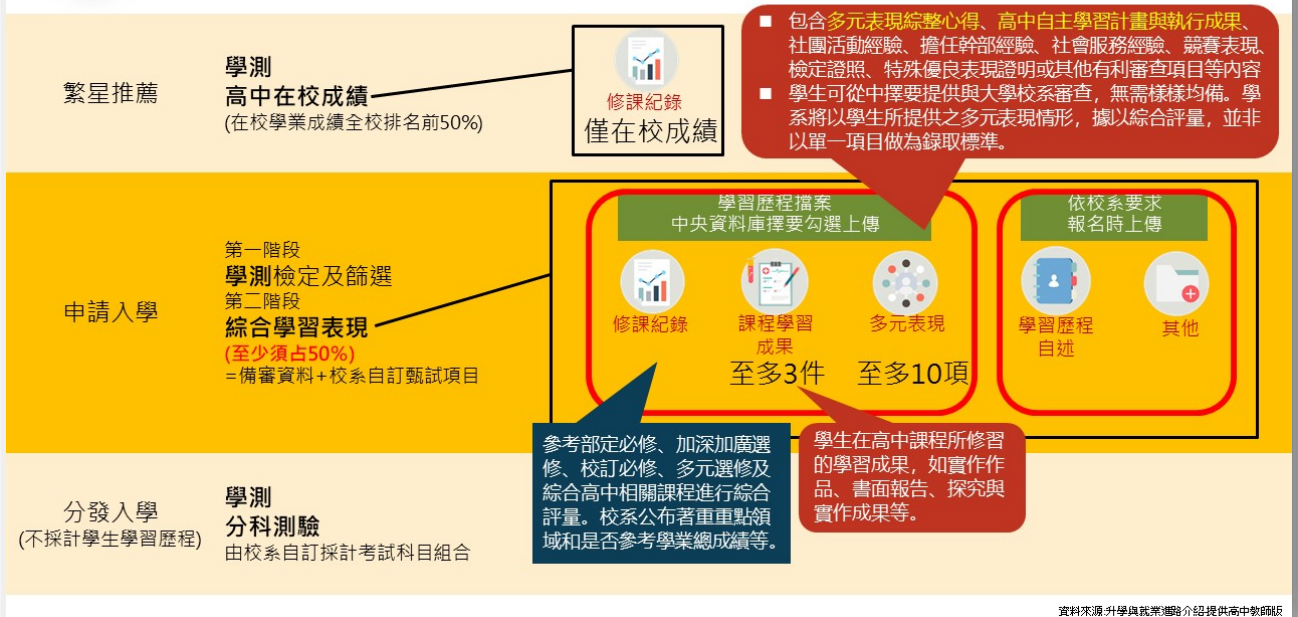 繁星推薦
學測
高中在校成績
(在校學業成績全校排名前50%)
修課紀錄
僅在校成績
■ 包含多元表現綜整心得、高中自主學習計畫與執行成果、
社團活動經驗、擔任幹部經驗、社會服務經驗、競賽表現、
檢定證照、特殊優良表現證明或其他有利審查項目等內容
■ 學生可從中擇要提供與大學校系審查，無需樣樣均備。學
系將以學生所提供之多元表現情形，據以綜合評量，並非
以單一項目做為錄取標準。
申請入學
第一階段
學測檢定及篩選
第二階段
綜合學習表現
(至少須占50%)
=備審資料+校系自訂甄試項目
學習歷程檔案
中央資料庫擇要勾選上傳
修課紀錄
課程學習
成果
至多3件
多元表現
至多10項
依校系要求
報名時上傳
學習歷程
自述
其他
參考部定必修、加深加廣選
修、校訂必修、多元選修及
綜合高中相關課程進行綜合
評量。校系公布著重重點領
域和是否參考學業總成績等。
學生在高中課程所修習
的學習成果，如實作作
品、書面報告、探究與
實作成果等。
分發入學
(不採計學生學習歷程)
學測
分科測驗
由校系自訂採計考試科目組合
資料來源:升學與就業進路介紹-提供高中教師版